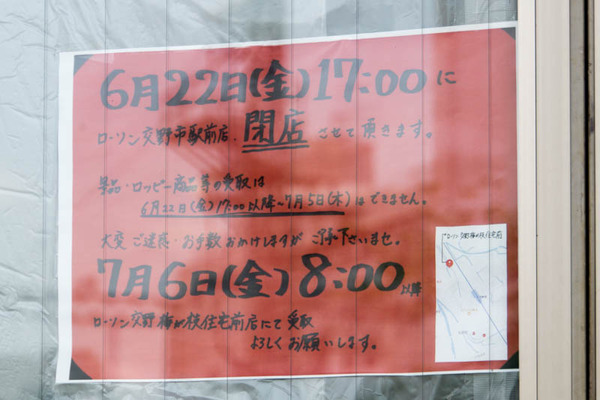 6月22日(金)17:00に
ローソン交野市駅前店、閉店させて頂きます。
景品・ロッピー商品等の受取は
6月22日(金)17:00以降~7月5日(木)はできません。
大変ご迷惑・お手数おかけしますがご了承下さいませ。
7月6日(金)8:00以降
ローソン交野梅が枝住宅前店にて受取
よろしくお願いします。